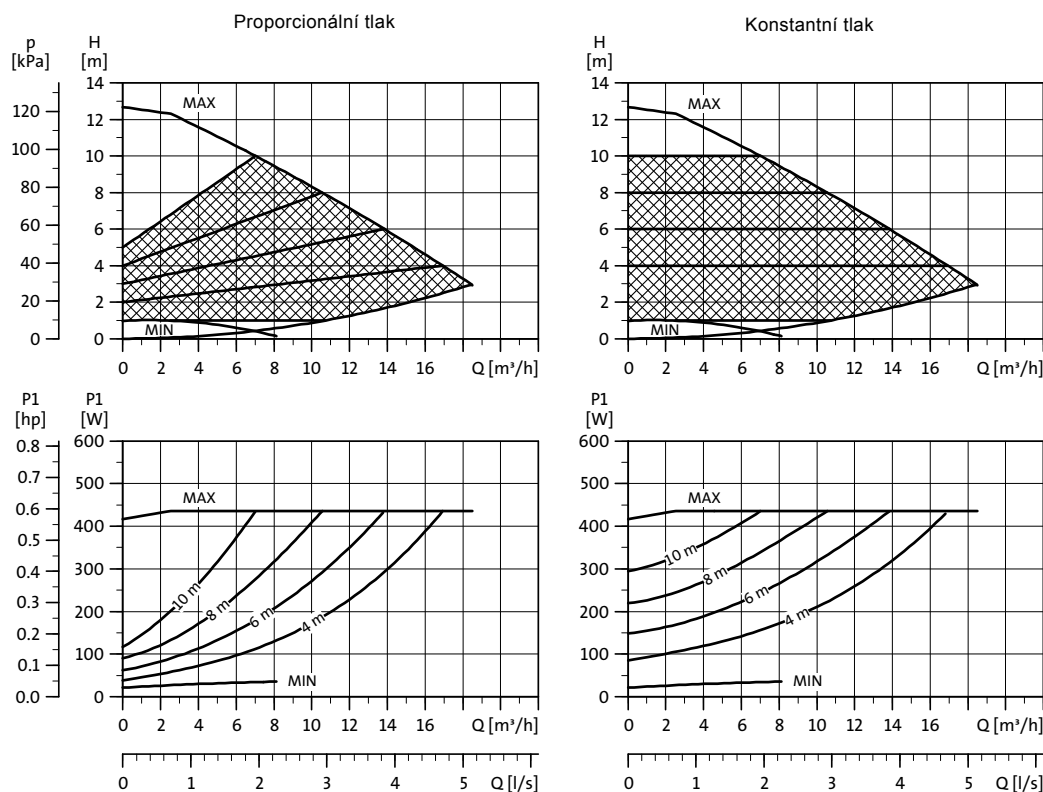 Proporcionální tlak
Konstantní tlak
p
[kPa]
H
[m]
H
[m]
14
12
10
8
6
4
2
0
120
100
80
60
40
20
0
MAX
MIN
0 2 4 6 8 10 12 14 16 Q [m³/h]
14
12
10
8
6
4
2
0
MAX
MIN
0 2 4 6 8 10 12 14 16 Q [m³/h]
P1
[hp]
P1
[W]
P1
[W]
0.8
0.7
0.6
0.5
0.4
0.3
0.2
0.1
0.0
600
500
400
300
200
100
0
MAX
10 m
8 m
6 m
4 m
MIN
0 2 4 6 8 10 12 14 16 Q [m³/h]
0 1 2 3 4 5 Q [l/s]
600
500
400
300
200
100
0
MAX
10 m
8 m
6 m
4 m
MIN
0 2 4 6 8 10 12 14 16 Q [m³/h]
0 1 2 3 4 5 Q [l/s]